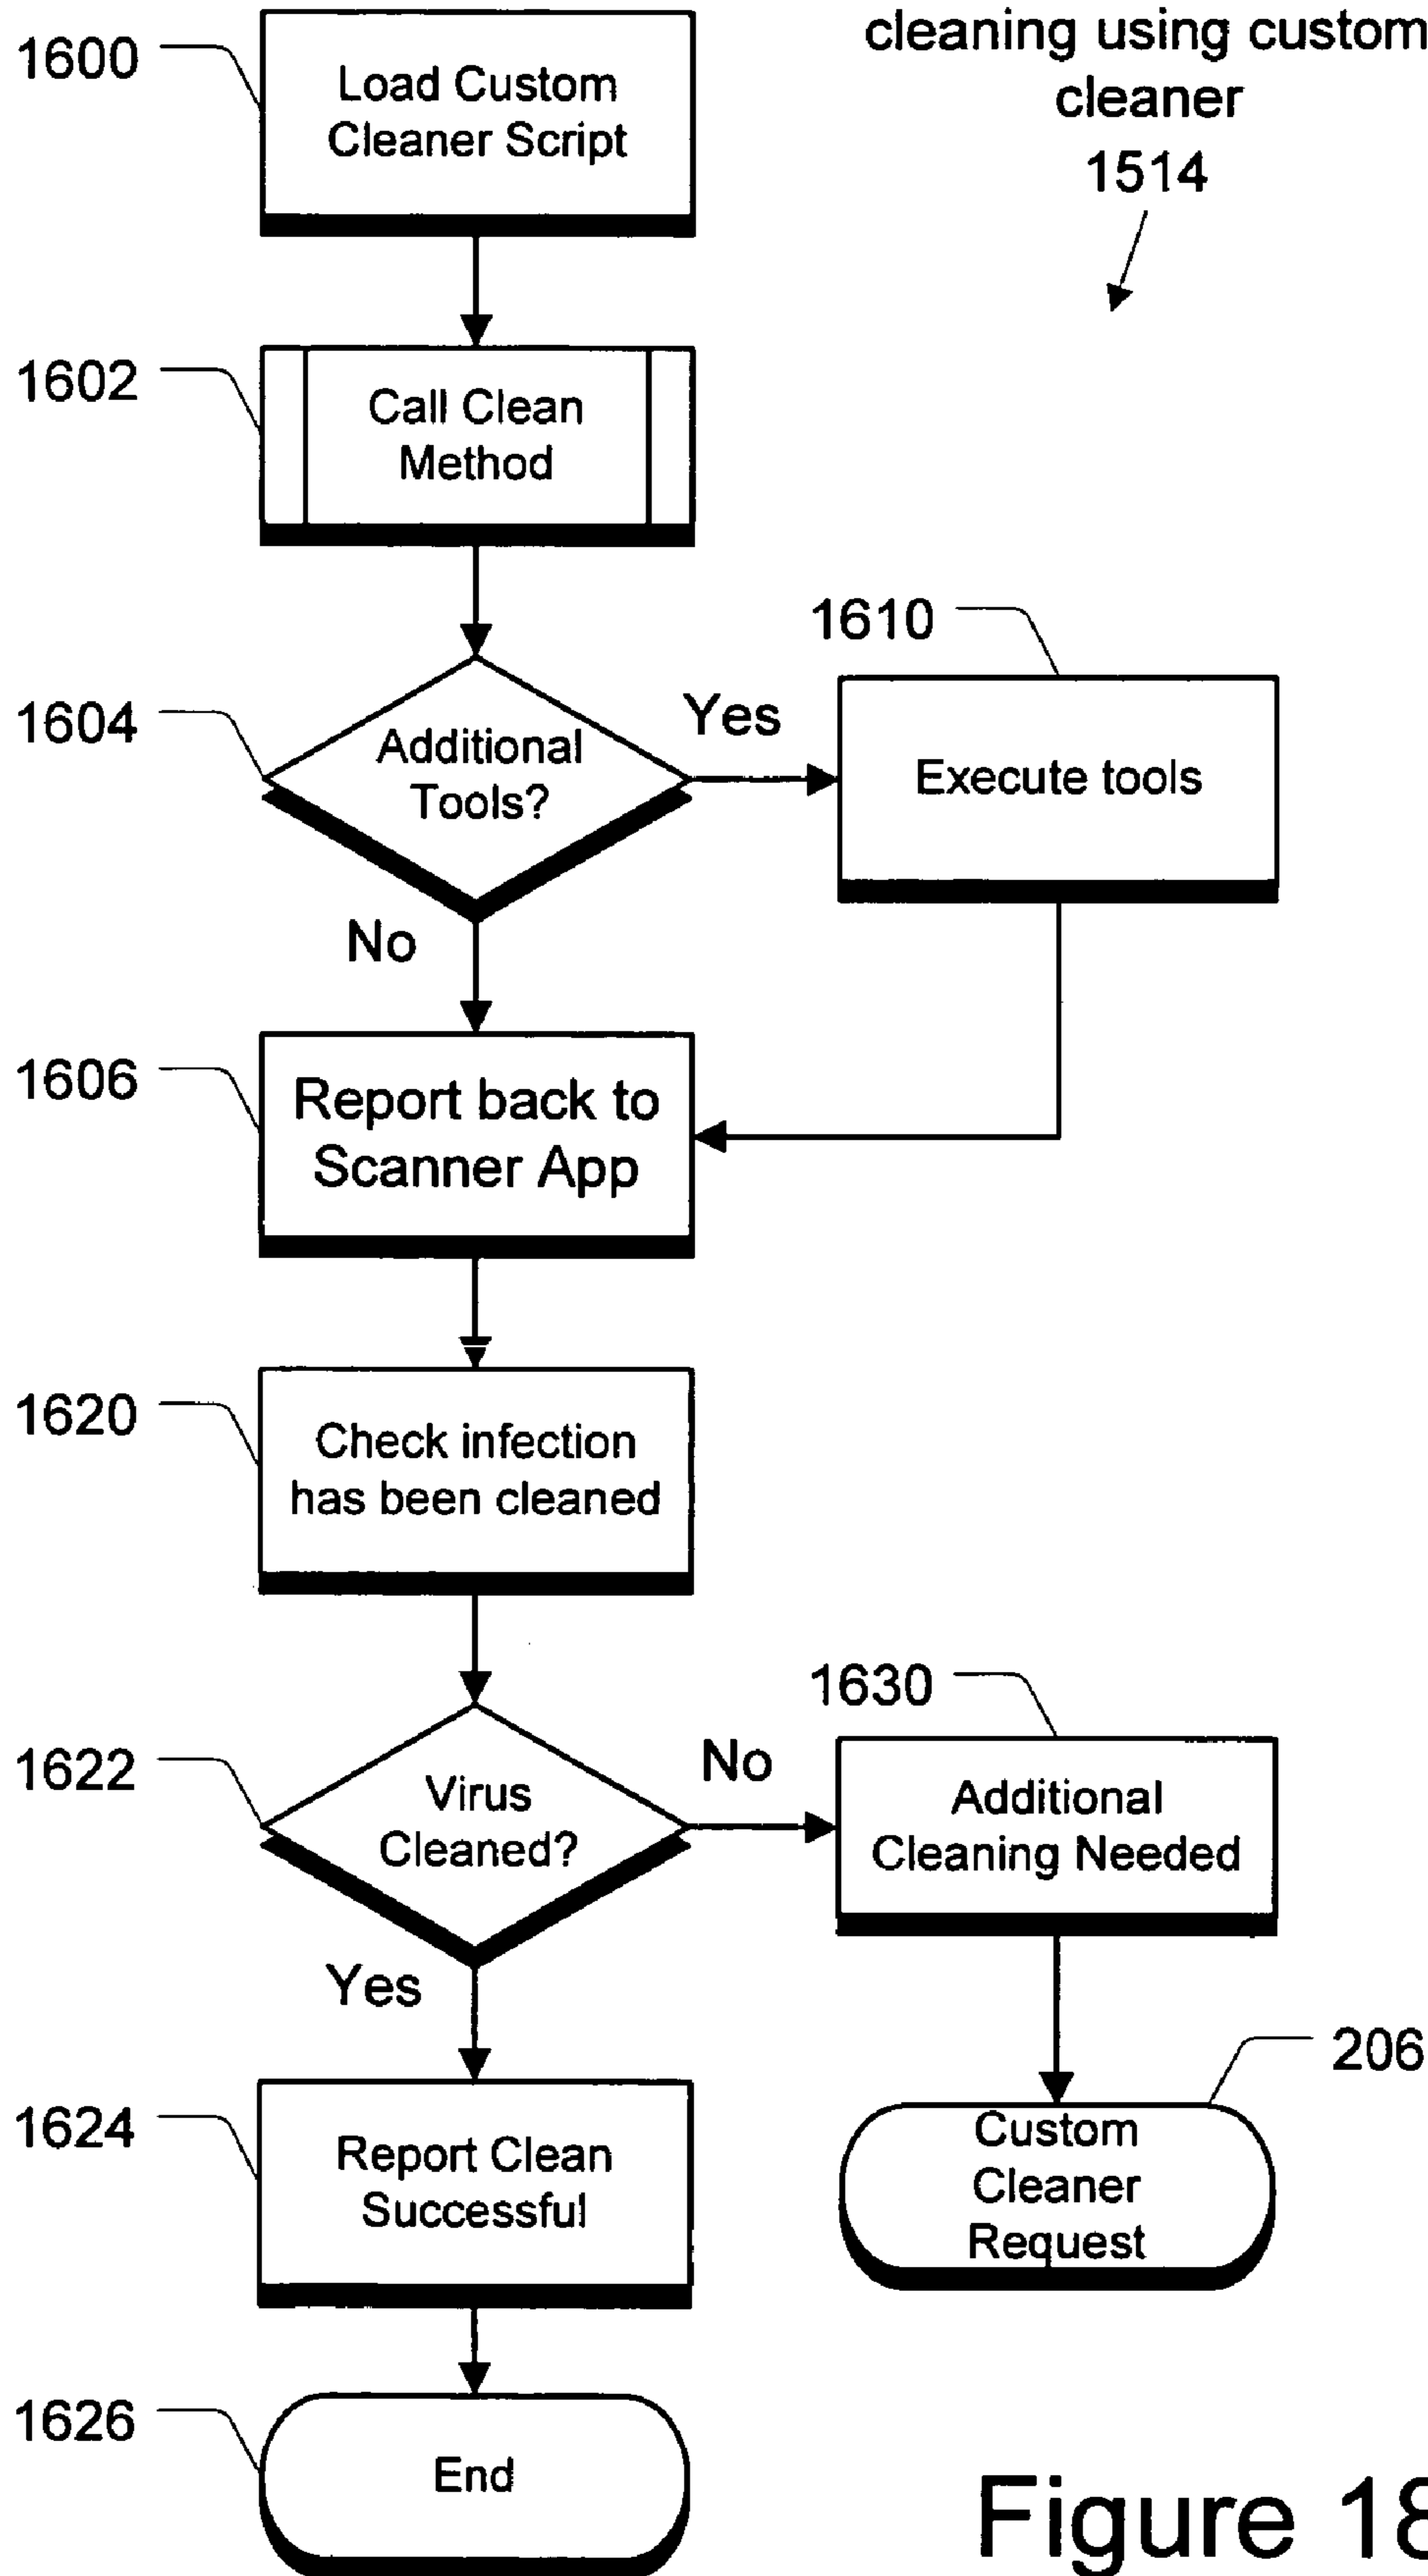 cleaning using custom
cleaner
1514
1600
Load Custom
Cleaner Script
1602
Call Clean
Method
1604
Additional
Tools?
Yes
1610
Execute tools
No
1606
Report back to
Scanner App
1620
Check infection
has been cleaned
1622
Virus
Cleaned?
No
1630
Additional
Cleaning Needed
Yes
206
Custom
Cleaner
Request
1624
Report Clean
Successful
1626
End
Figure 18